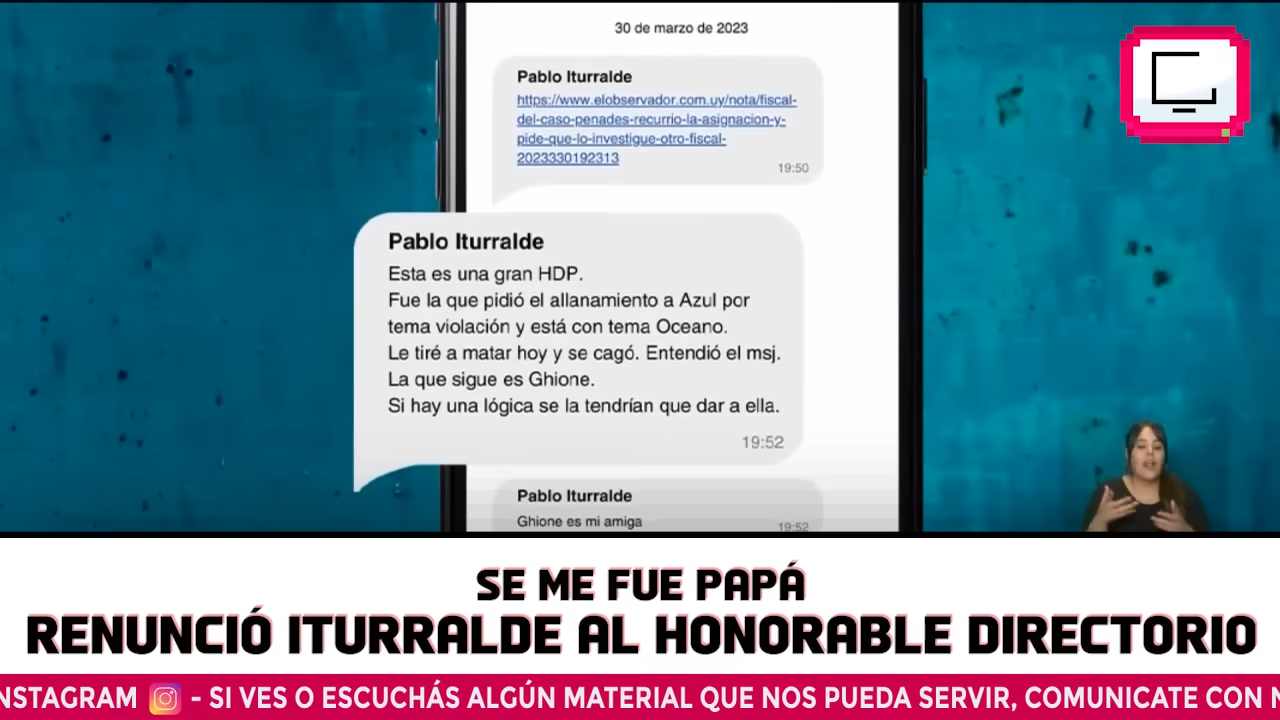 30 de marzo de 2023
Pablo Iturralde
https://www.elobservador.com.uy/nota/fiscal-
del-caso-penades-recurrio-la-asignacion-y-
pide-que-lo-investigue-otro-fiscal-
2023330192313
19:50
Pablo Iturralde
Esta es una gran HDP.
Fue la que pidió el allanamiento a Azul por
tema violación y está con tema Oceano.
Le tiré a matar hoy y se cagó. Entendió el msj.
La que sigue es Ghione.
Si hay una lógica se la tendrían que dar a ella.
19:52
Pablo Iturralde
Ghione es mi amiga
19:52
SE ME FUE PAPÁ
RENUNCIÓ ITURRALDE AL HONORABLE DIRECTORIO
NSTAGRAM - SI VES O ESCUCHÁS ALGÚN MATERIAL QUE NOS PUEDA SERVIR, COMUNICATE CON N